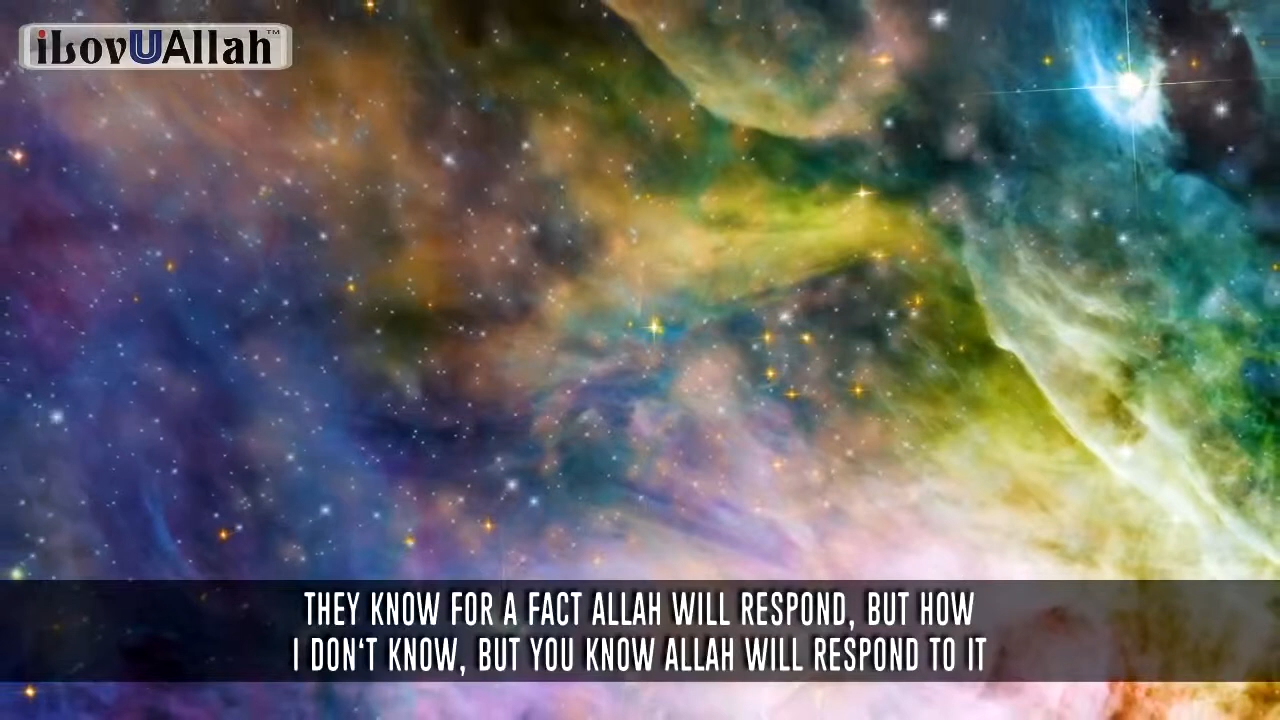 iLovUAllah™
THEY KNOW FOR A FACT ALLAH WILL RESPOND, BUT HOW
I DON'T KNOW, BUT YOU KNOW ALLAH WILL RESPOND TO IT